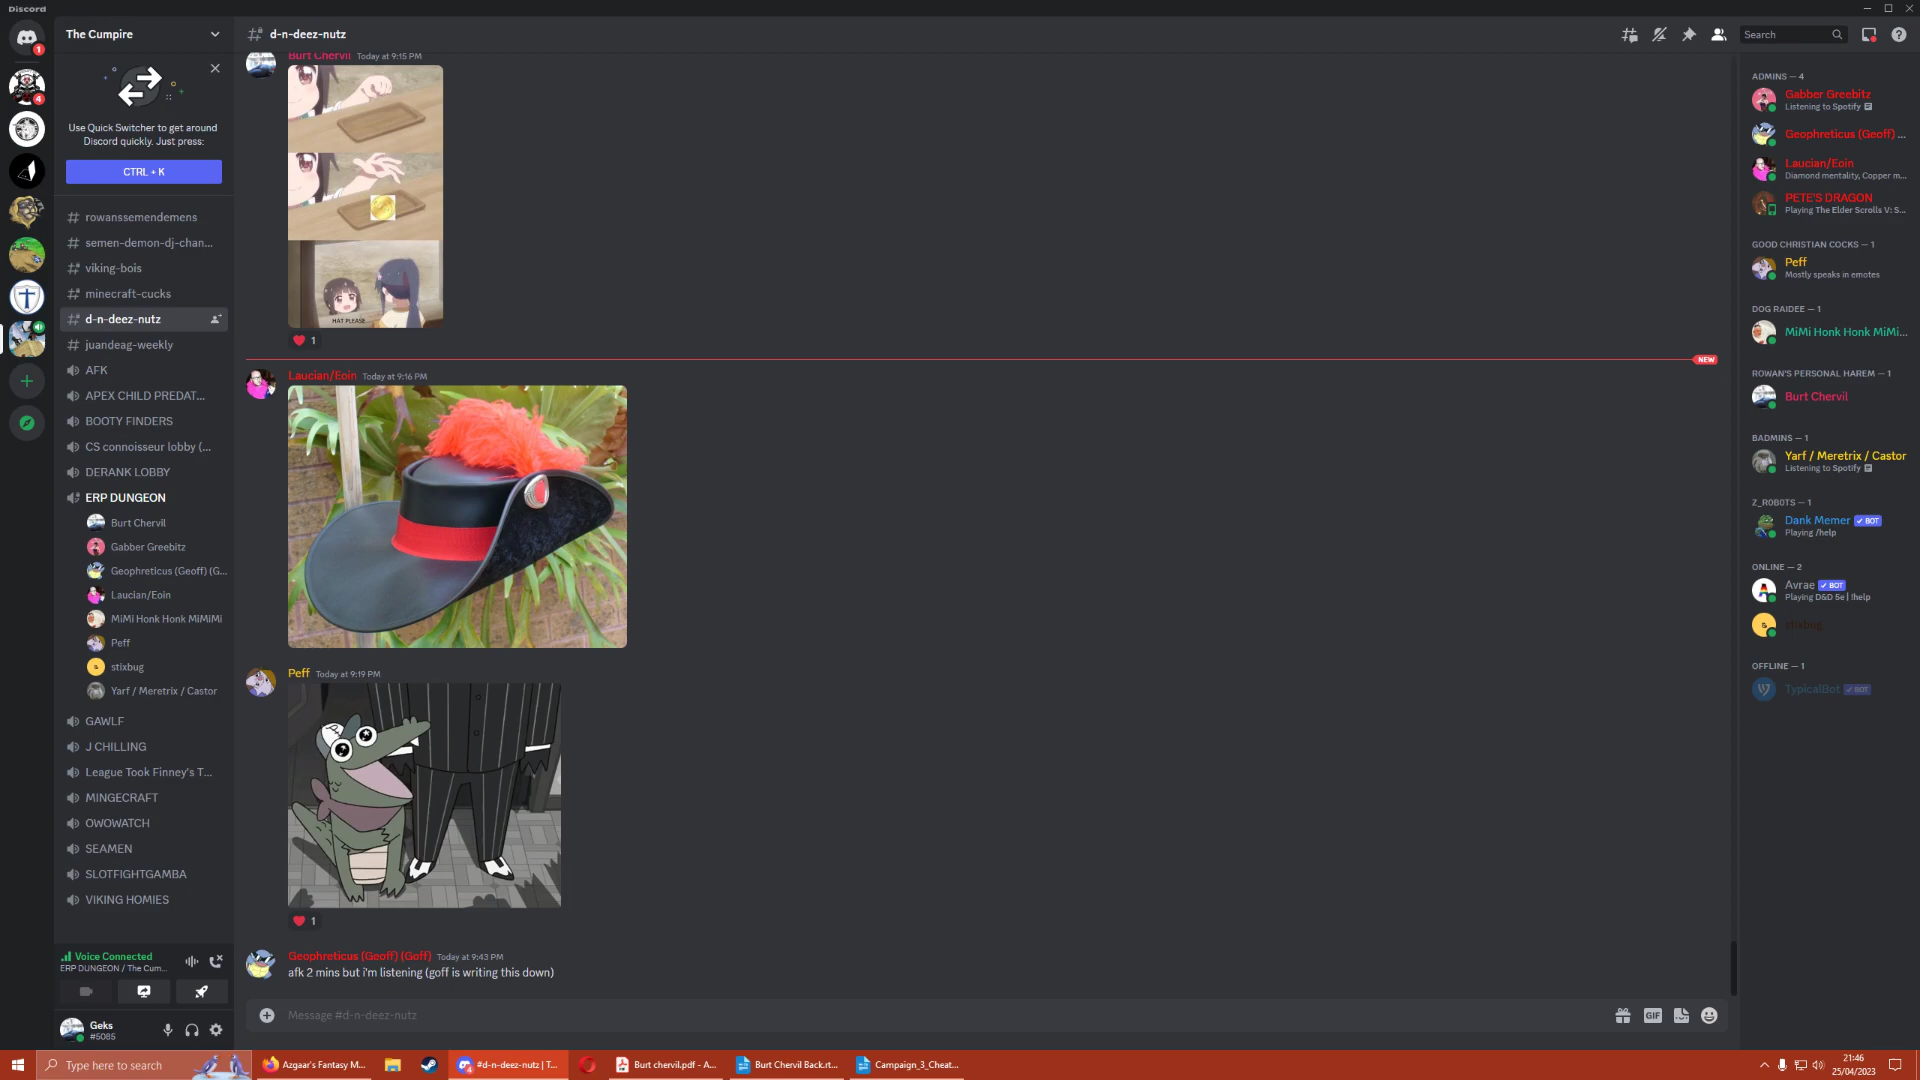 Discord
The Cumpire
Use Quick Switcher to get around
Discord quickly. Just press:
CTRL + K
rowanssemendemens
semen-demon-dj-chan...
viking-bois
minecraft-cucks
d-n-deez-nutz
juandeag-weekly
AFK
APEX CHILD PREDAT...
BOOTY FINDERS
CS connoisseur lobby (...
DERANK LOBBY
ERP DUNGEON
Burt Chervil
Gabber Greebitz
Geophreticus (Geoff) (G...
Laucian/Eoin
MiMi Honk Honk MiMiMi
Peff
stixbug
Yarf / Meretrix / Castor
GAWLF
J CHILLING
League Took Finney's T...
MINGECRAFT
OWOWATCH
SEAMEN
SLOTFIGHTGAMBA
VIKING HOMIES
Voice Connected
ERP DUNGEON / The Cum...
Geks
#5085
1
4
d-n-deez-nutz
Search
Burt Chervil Today at 9:15 PM
HAT PLEASE
1
NEW
Laucian/Eoin Today at 9:16 PM
Peff Today at 9:19 PM
1
Geophreticus (Geoff) (Goff) Today at 9:43 PM
afk 2 mins but i'm listening (goff is writing this down)
Message #d-n-deez-nutz
GIF
ADMINS — 4
Gabber Greebitz
Listening to Spotify
Geophreticus (Geoff) ...
Laucian/Eoin
Diamond mentality, Copper m...
PETE'S DRAGON
Playing The Elder Scrolls V: S...
GOOD CHRISTIAN COCKS — 1
Peff
Mostly speaks in emotes
DOG RAIDEE — 1
MiMi Honk Honk MiMi...
ROWAN'S PERSONAL HAREM — 1
Burt Chervil
BADMINS — 1
Yarf / Meretrix / Castor
Listening to Spotify
Z_R0B0TS — 1
Dank Memer ✓ BOT
Playing /help
ONLINE — 2
Avrae ✓ BOT
Playing D&D 5e | !help
stixbug
OFFLINE — 1
TypicalBot ✓ BOT
Type here to search
Azgaar's Fantasy M...
#d-n-deez-nutz | T...
Burt chervil.pdf - A...
Burt Chervil Back.rt...
Campaign_3_Cheat...
21:46
25/04/2023